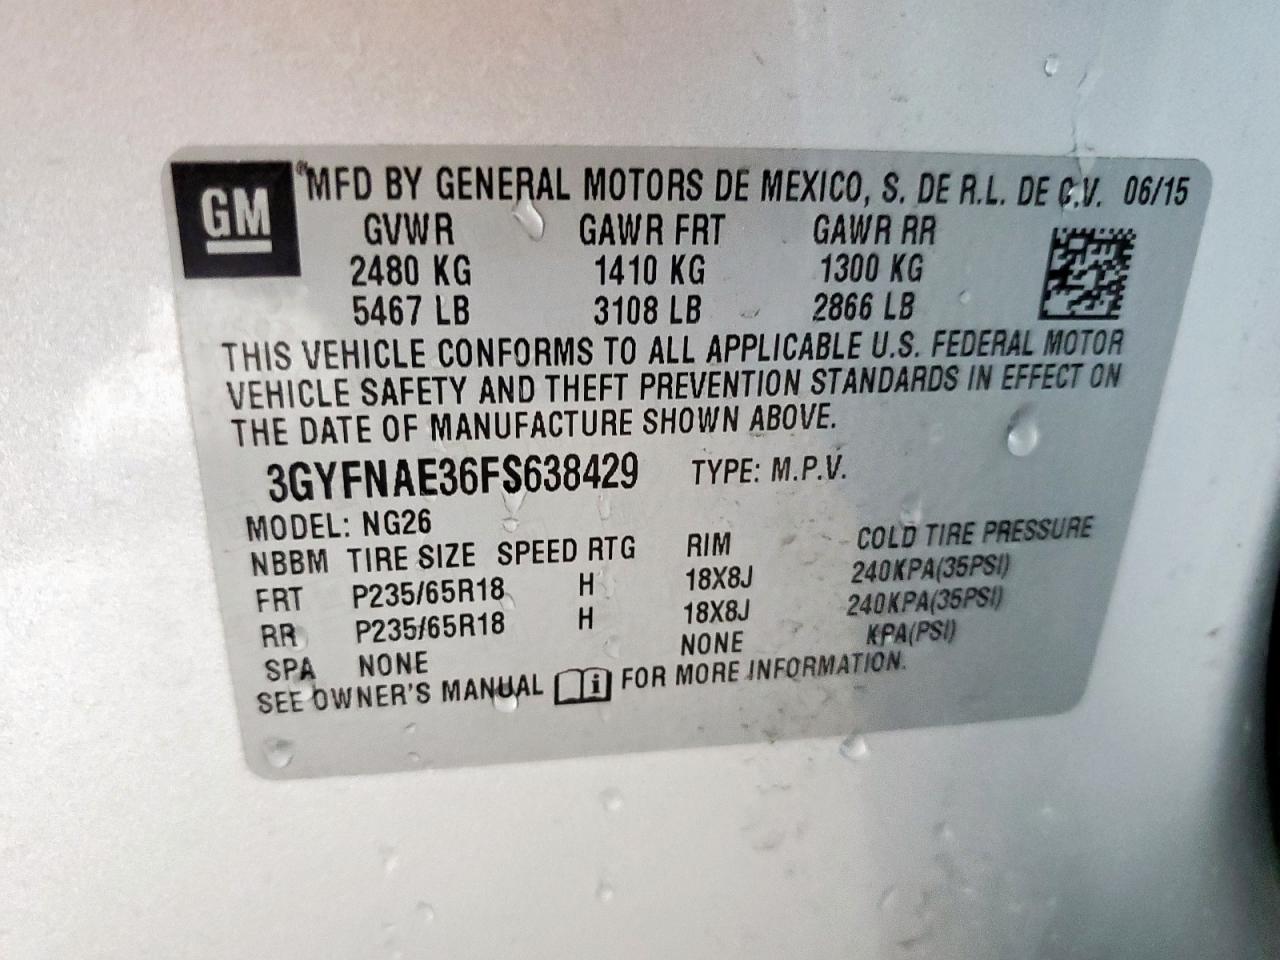 GM
® MFD BY GENERAL MOTORS DE MEXICO, S. DE R.L. DE C.V. 06/15
GVWR GAWR FRT GAWR RR
2480 KG 1410 KG 1300 KG
5467 LB 3108 LB 2866 LB
THIS VEHICLE CONFORMS TO ALL APPLICABLE U.S. FEDERAL MOTOR
VEHICLE SAFETY AND THEFT PREVENTION STANDARDS IN EFFECT ON
THE DATE OF MANUFACTURE SHOWN ABOVE.
3GYFNAE36FS638429 TYPE: M.P.V.
MODEL: NG26
NBBM TIRE SIZE SPEED RTG RIM COLD TIRE PRESSURE
FRT P235/65R18 H 18X8J 240KPA(35PSI)
RR P235/65R18 H 18X8J 240KPA(35PSI)
SPA NONE NONE KPA(PSI)
SEE OWNER'S MANUAL i FOR MORE INFORMATION.